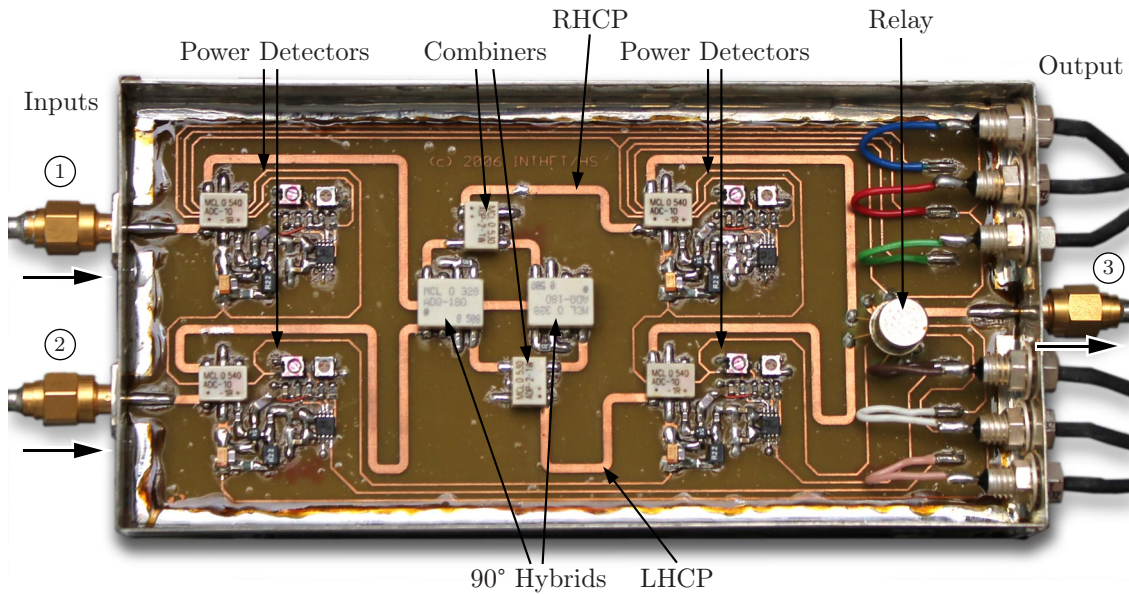 RHCP
Relay
Power Detectors
Combiners
Power Detectors
Output
Inputs
1
(c) 2006 INTHFT/HS
MCL 0 540
ADC-10
MCL 0 540
ADC-10
3
MCL 0 328
ADQ-180
MCL 0 328
ADQ-180
2
MCL 0 540
ADC-10
MCL 0 540
ADC-10
90° Hybrids
LHCP